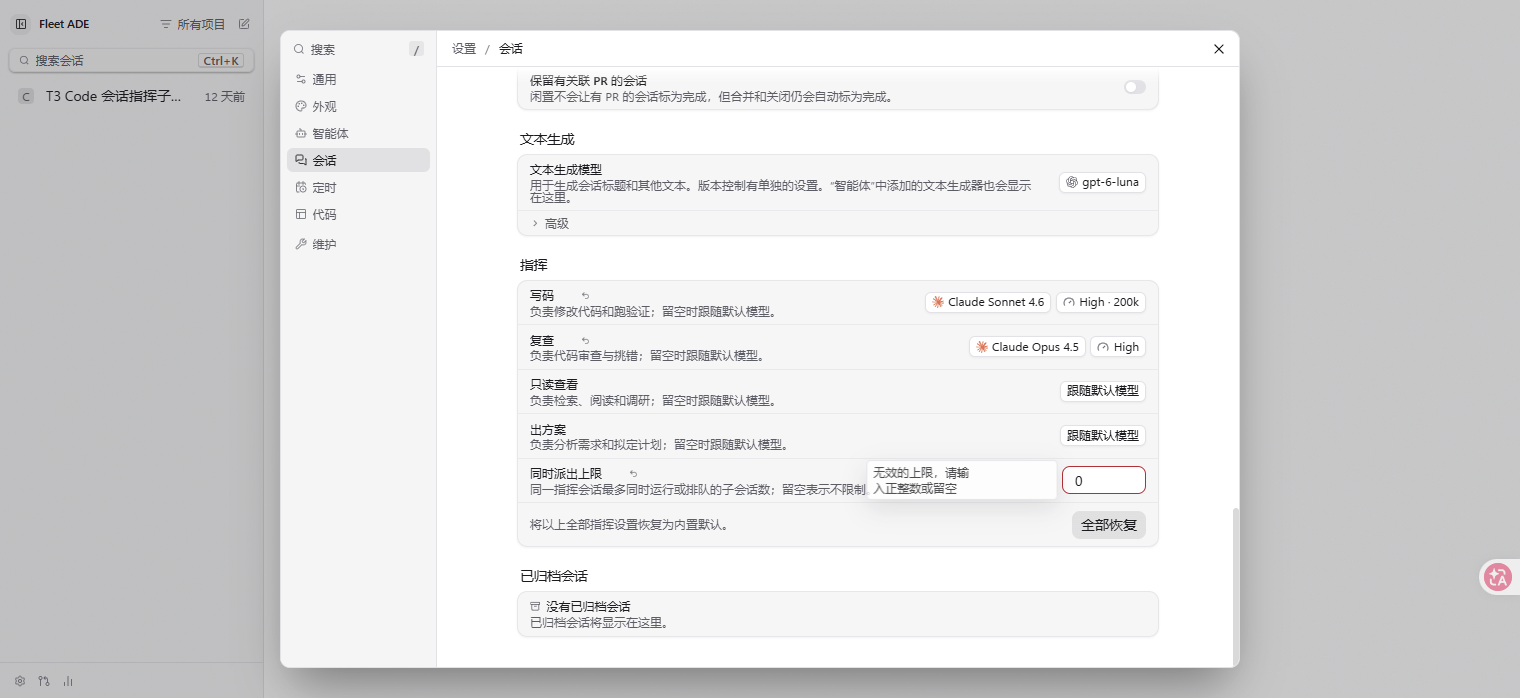 Fleet ADE
所有项目
搜索会话
Ctrl+K
C
T3 Code 会话指挥子...
12 天前
搜索
/
通用
外观
智能体
会话
定时
代码
维护
设置 / 会话
保留有关联 PR 的会话
闲置不会让有 PR 的会话标为完成，但合并和关闭仍会自动标为完成。
文本生成
文本生成模型
用于生成会话标题和其他文本。版本控制有单独的设置。“智能体”中添加的文本生成器也会显示
在这里。
gpt-6-luna
高级
指挥
写码
负责修改代码和跑验证；留空时跟随默认模型。
Claude Sonnet 4.6
High · 200k
复查
负责代码审查与挑错；留空时跟随默认模型。
Claude Opus 4.5
High
只读查看
负责检索、阅读和调研；留空时跟随默认模型。
跟随默认模型
出方案
负责分析需求和拟定计划；留空时跟随默认模型。
跟随默认模型
同时派出上限
同一指挥会话最多同时运行或排队的子会话数；留空表示不限制
无效的上限，请输
入正整数或留空
0
将以上全部指挥设置恢复为内置默认。
全部恢复
已归档会话
没有已归档会话
已归档会话将显示在这里。